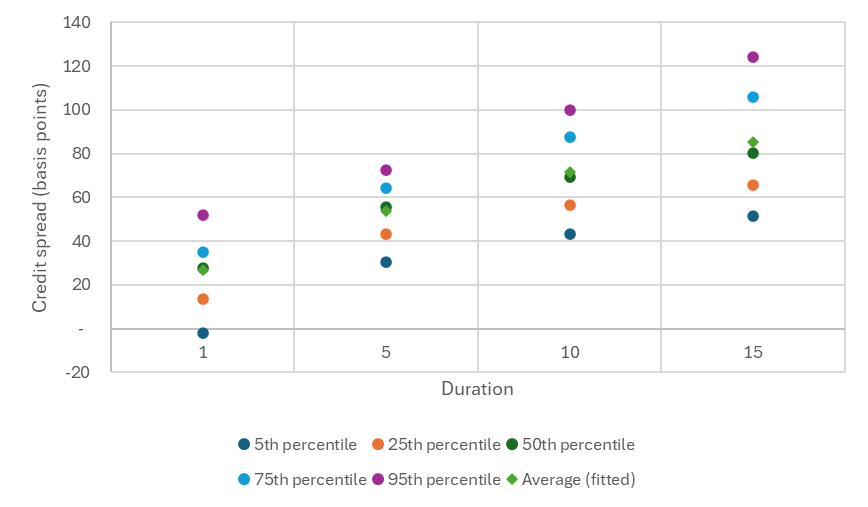 140
120
100
80
60
40
20
-
-20
Credit spread (basis points)
1 5 10 15
Duration
5th percentile 25th percentile 50th percentile
75th percentile 95th percentile Average (fitted)